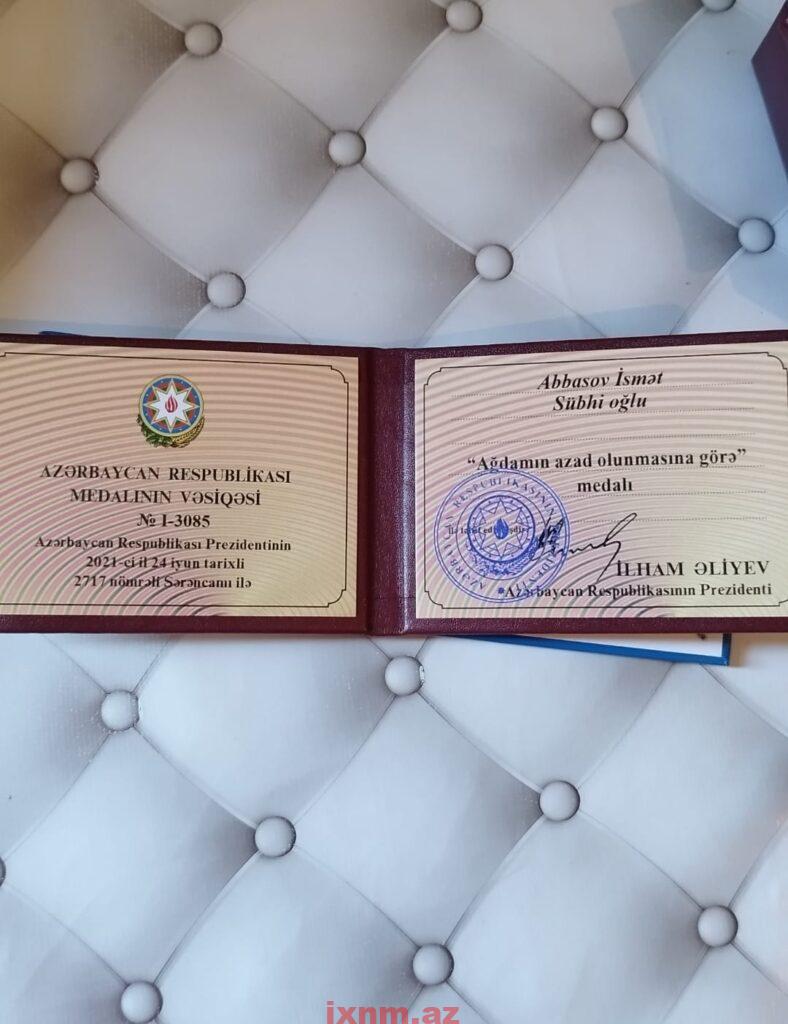 AZƏRBAYCAN RESPUBLİKASI
MEDALININ VƏSİQƏSİ
№ I-3085
Azərbaycan Respublikası Prezidentinin
2021-ci il 24 iyun tarixli
2717 nömrəli Sərəncamı ilə
Abbasov İsmət
Sübhi oğlu
“Ağdamın azad olunmasına görə”
medalı
İLHAM ƏLİYEV
Azərbaycan Respublikasının Prezidenti
ixnm.az